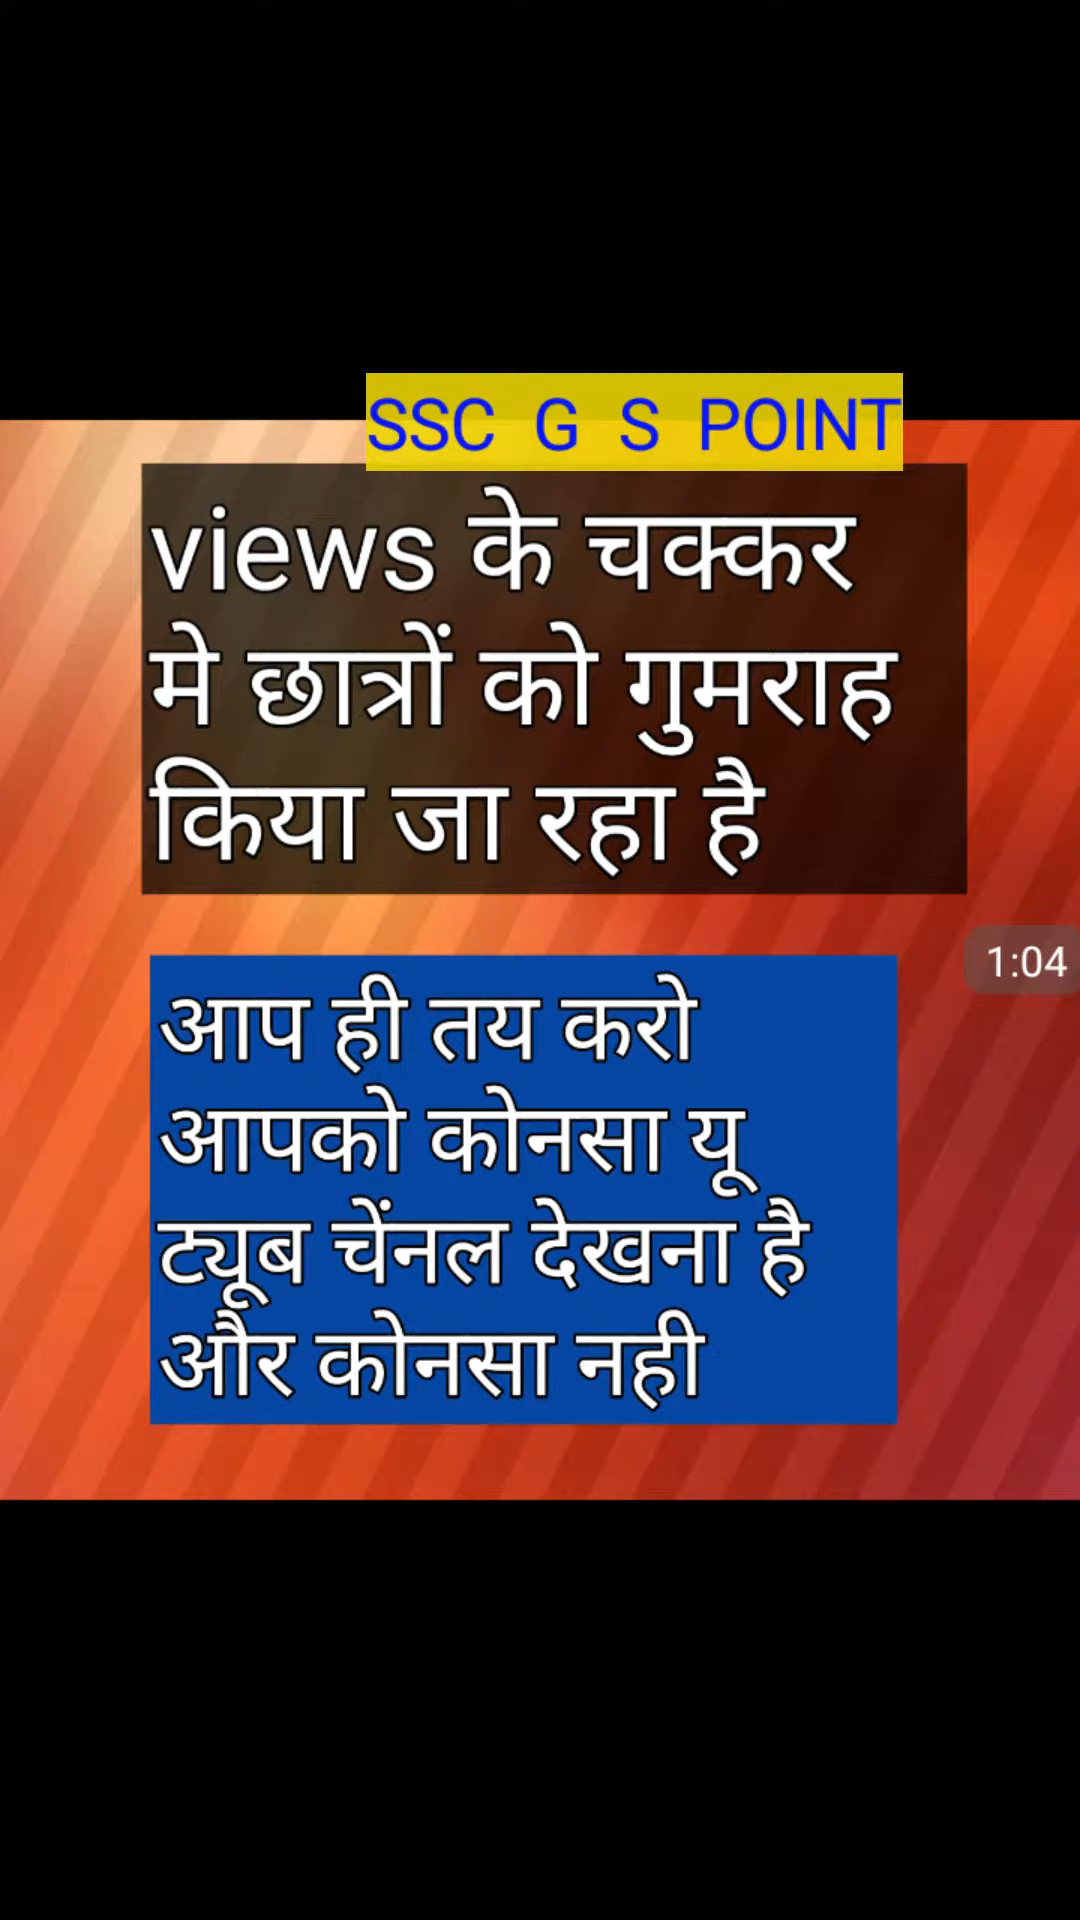 SSC G S POINT
views के चक्कर
मे छात्रों को गुमराह
किया जा रहा है
1:04
आप ही तय करो
आपको कोनसा यू
ट्यूब चेंनल देखना है
और कोनसा नही